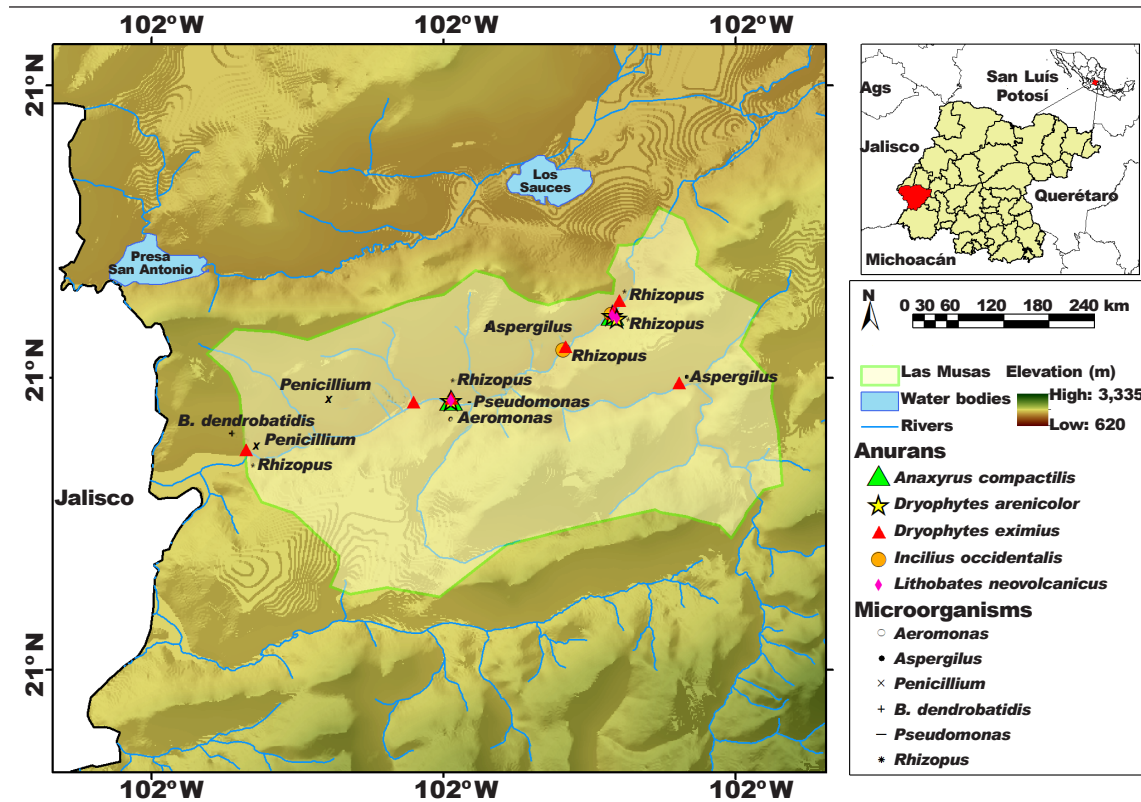 102°W 102°W 102°W
21°N
21°N
21°N
Los
Sauces
Presa
San Antonio
Rhizopus
Rhizopus
Aspergilus
Rhizopus
Aspergilus
Rhizopus
Penicillium
Pseudomonas
Aeromonas
B. dendrobatidis
Penicillium
Rhizopus
Jalisco
102°W 102°W 102°W
San Luís
Potosí
Ags
Jalisco
Querétaro
Michoacán
N
0 30 60 120 180 240 km
Las Musas
Water bodies
Rivers
Elevation (m)
High: 3,335
Low: 620
Anurans
Anaxyrus compactilis
Dryophytes arenicolor
Dryophytes eximius
Incilius occidentalis
Lithobates neovolcanicus
Microorganisms
Aeromonas
Aspergilus
Penicillium
B. dendrobatidis
Pseudomonas
Rhizopus